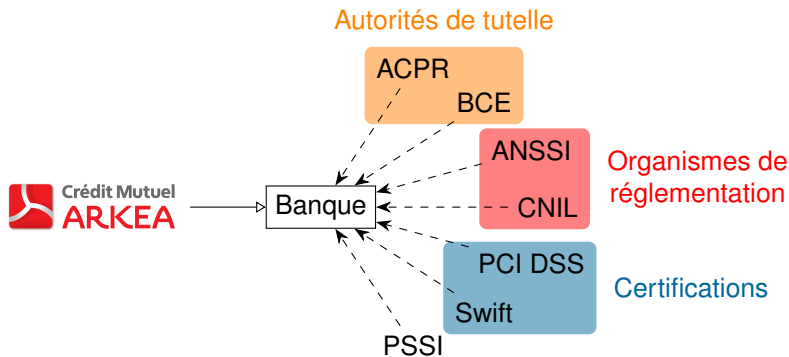 Autorités de tutelle
ACPR
BCE
ANSSI
Organismes de
réglementation
CNIL
Crédit Mutuel
ARKEA
Banque
PCI DSS
Certifications
Swift
PSSI